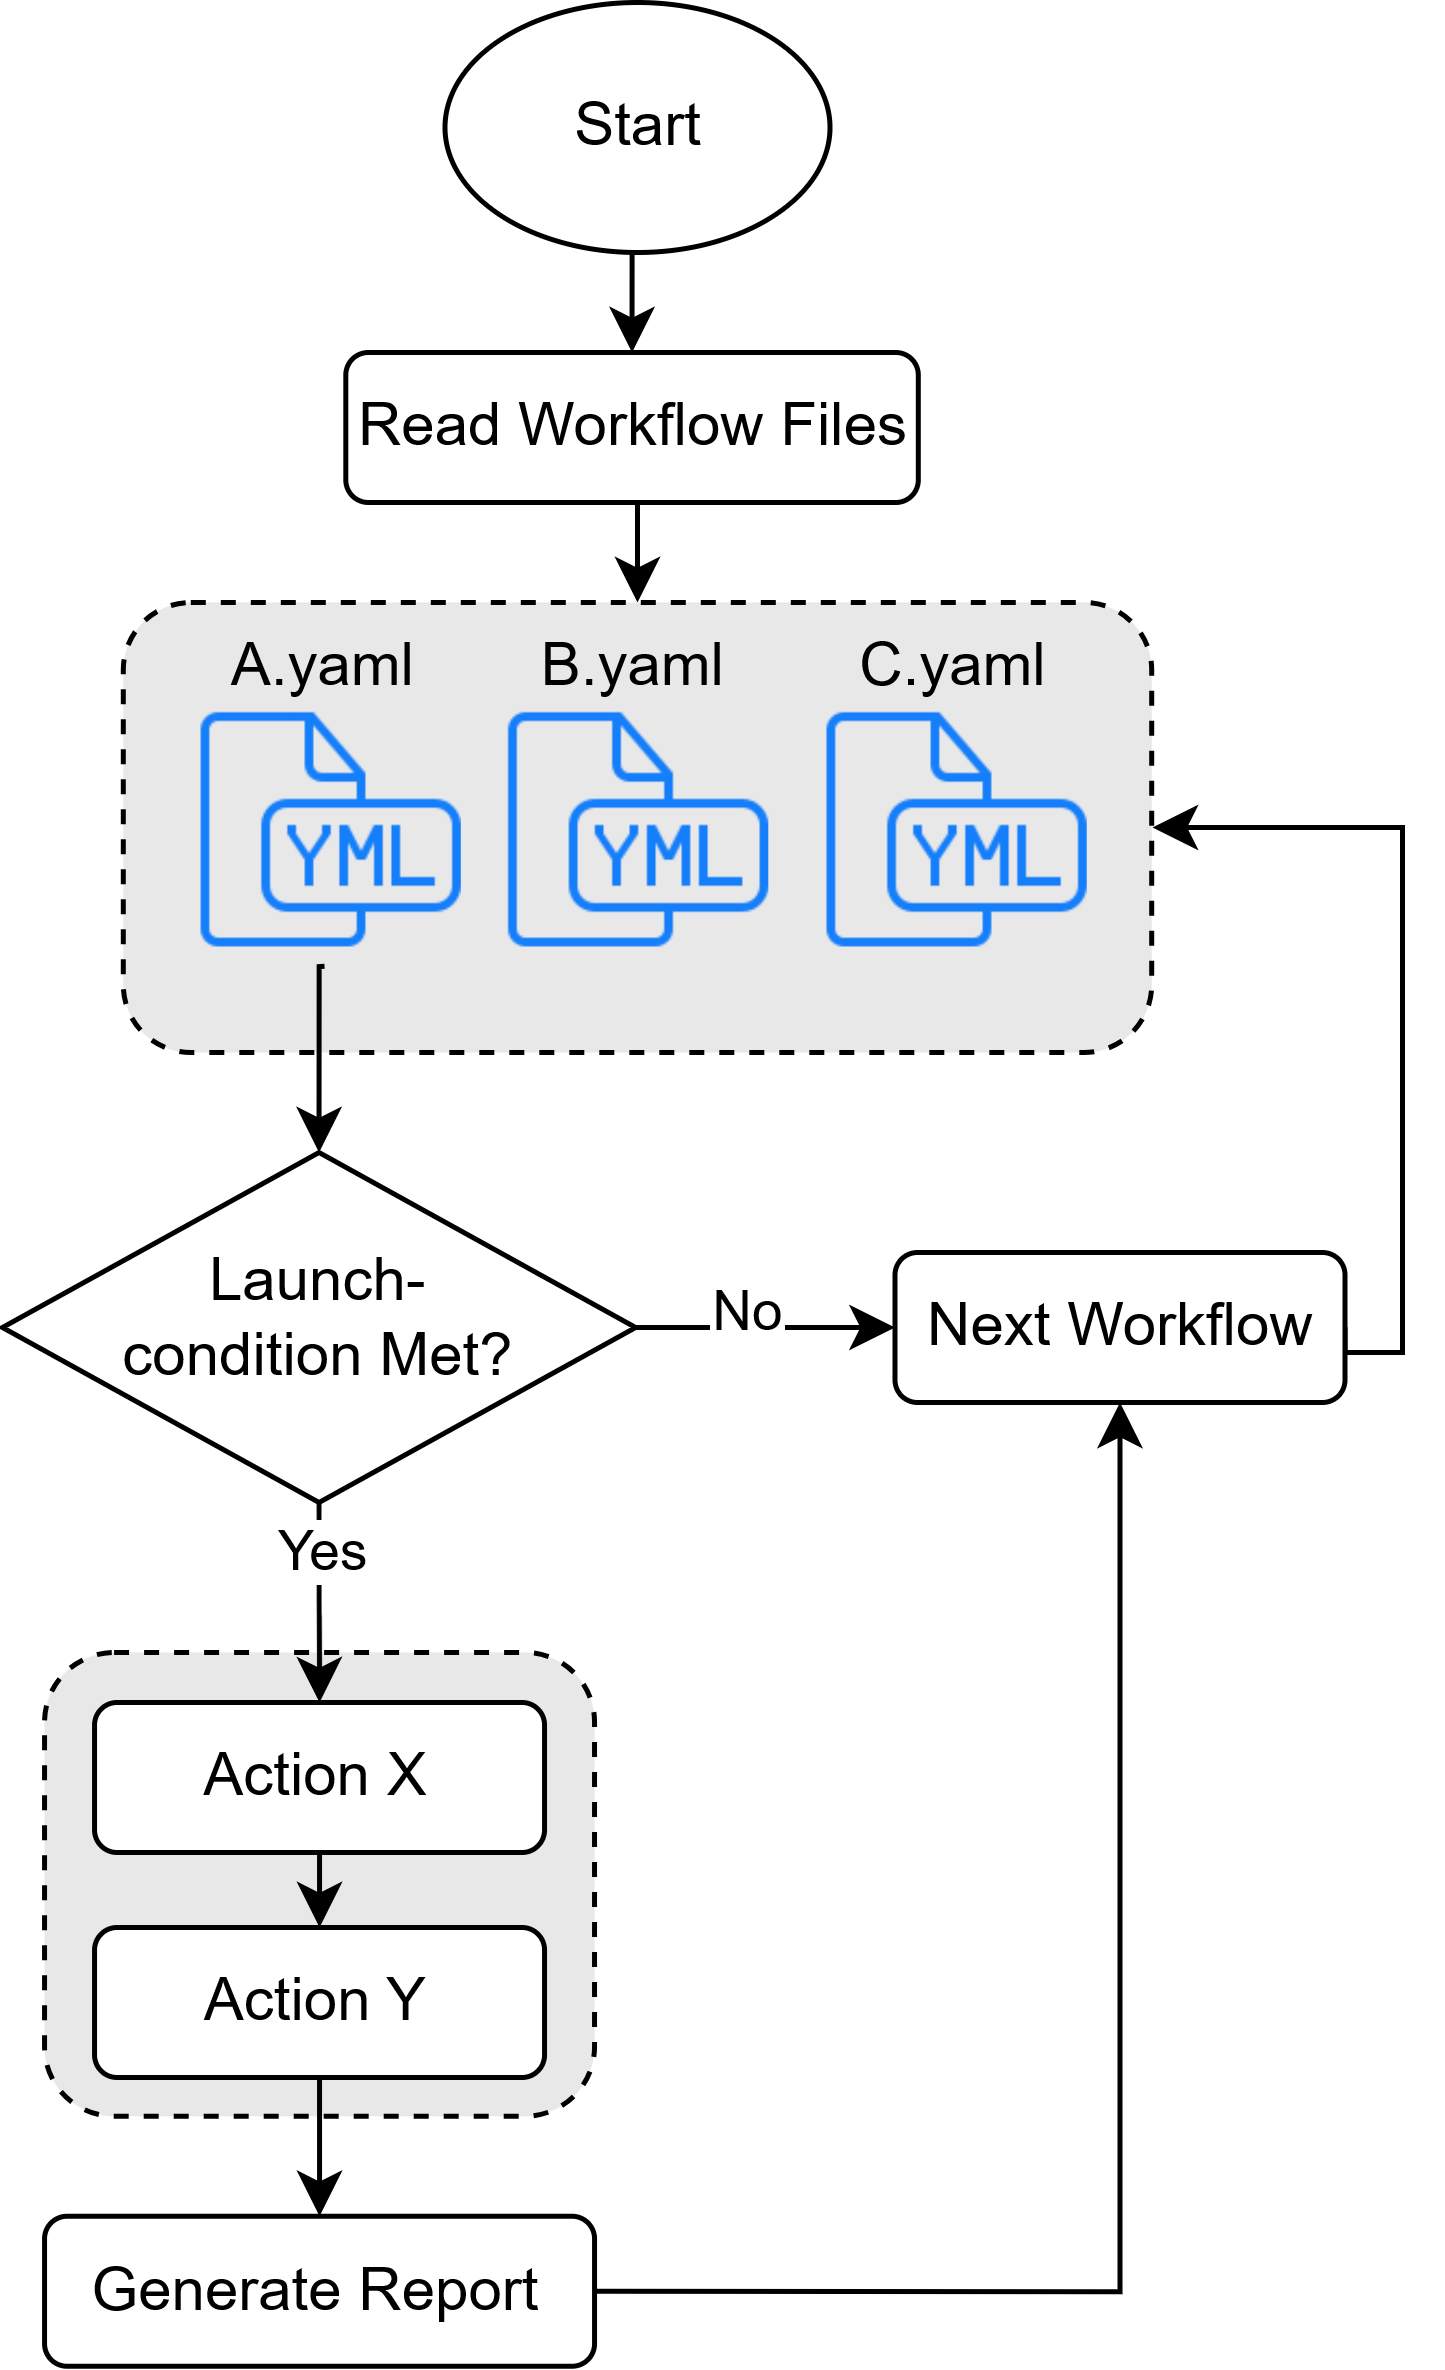 Start
Read Workflow Files
A.yaml B.yaml C.yaml
YML YML YML
Launch-
condition Met?
No
Next Workflow
Yes
Action X
Action Y
Generate Report